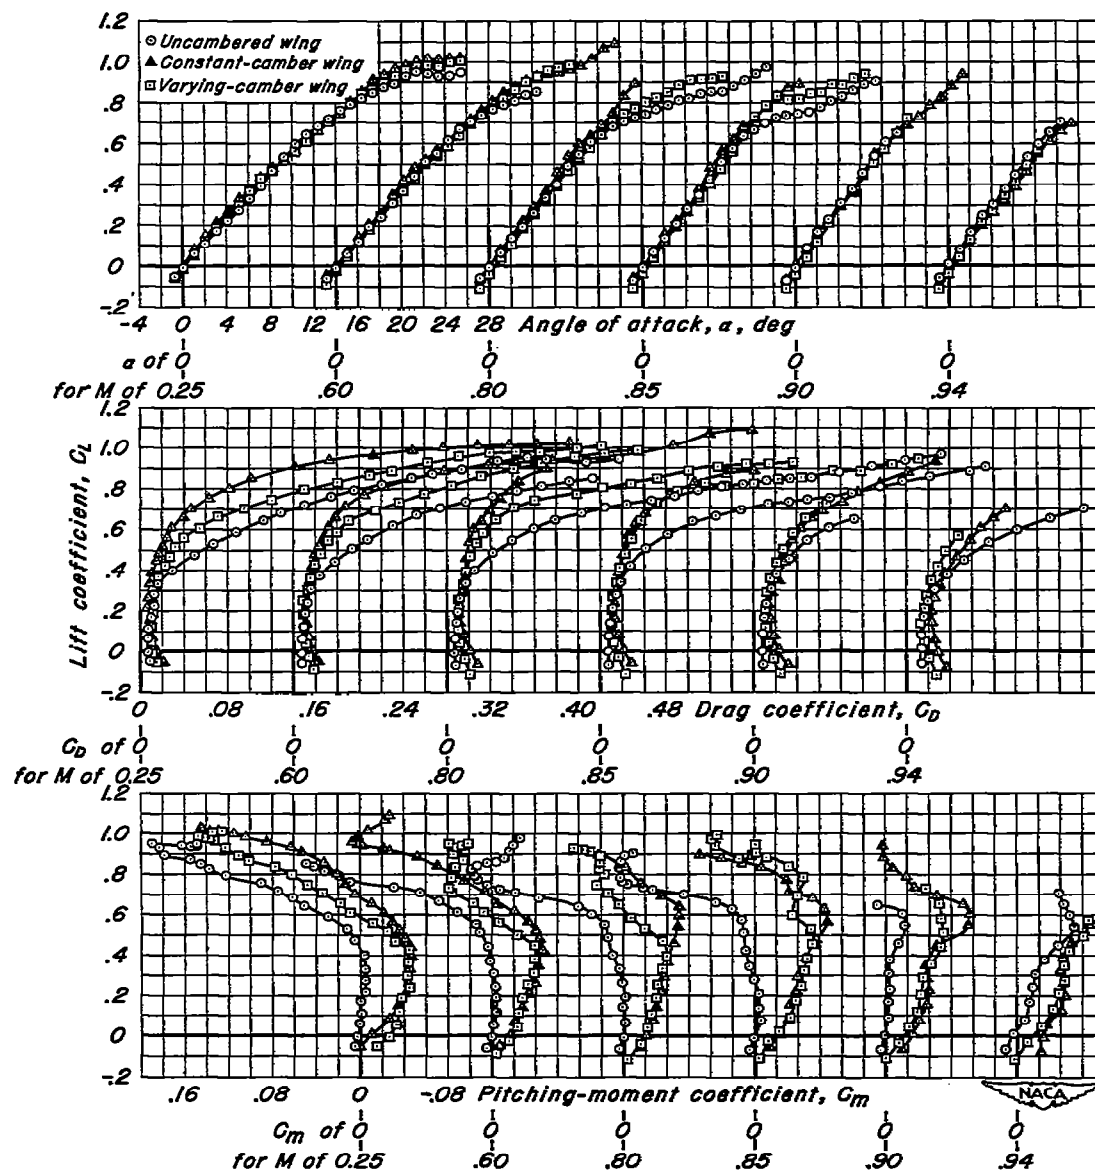 1.2
⊙ Uncambered wing
1.0
▲ Constant-camber wing
.8
⊡ Varying-camber wing
.6
.4
.2
0
-.2
-4 0 4 8 12 16 20 24 28 Angle of attack, α, deg
α of 0 0 0 0 0 0
for M of 0.25 .60 .80 .85 .90 .94
1.2
1.0
.8
.6
.4
.2
0
-.2
Lift coefficient, CL
0 .08 .16 .24 .32 .40 .48 Drag coefficient, CD
CD of 0 0 0 0 0 0
for M of 0.25 .60 .80 .85 .90 .94
1.2
1.0
.8
.6
.4
.2
0
-.2
.16 .08 0 -.08 Pitching-moment coefficient, Cm
NACA
Cm of 0 0 0 0 0 0
for M of 0.25 .60 .80 .85 .90 .94